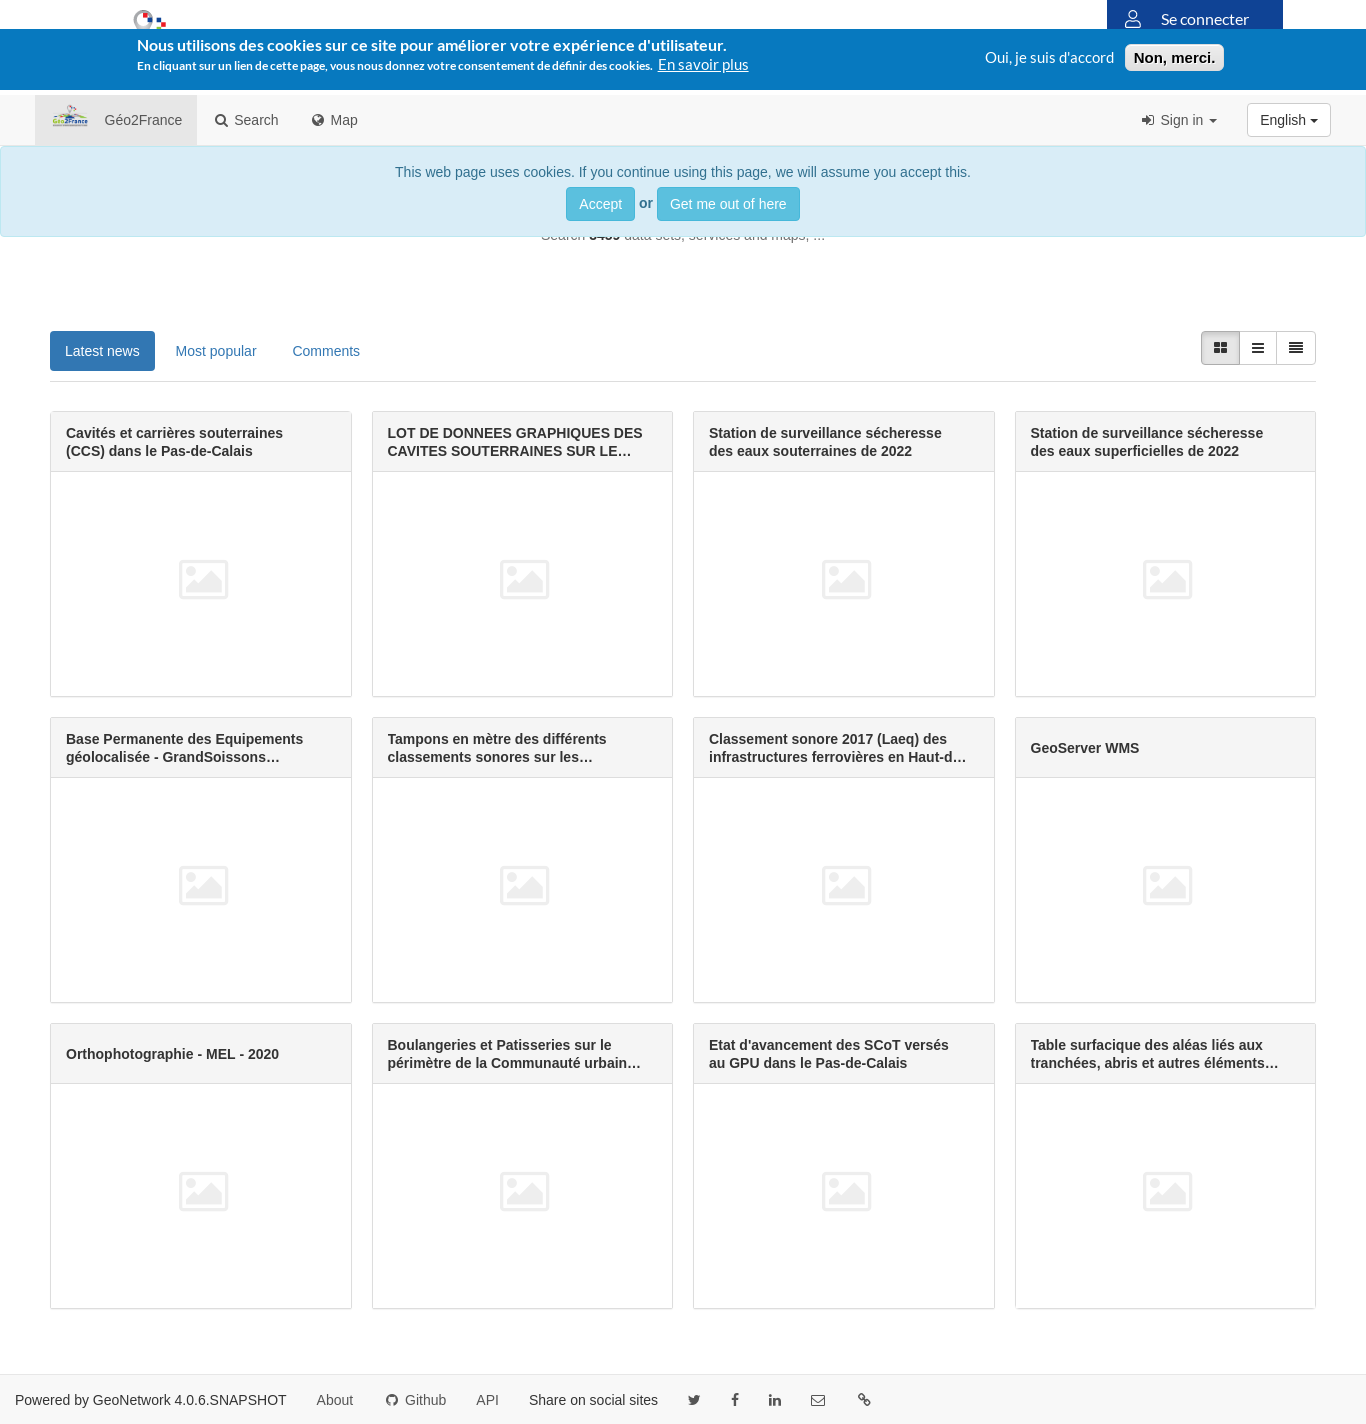 Se connecter
Nous utilisons des cookies sur ce site pour améliorer votre expérience d'utilisateur.
En cliquant sur un lien de cette page, vous nous donnez votre consentement de définir des cookies. En savoir plus
Oui, je suis d'accord Non, merci.
Géo2France Search Map Sign in English
This web page uses cookies. If you continue using this page, we will assume you accept this.
Accept or Get me out of here
Search data sets, services and maps, ...
Latest news Most popular Comments
Cavités et carrières souterraines
(CCS) dans le Pas-de-Calais
LOT DE DONNEES GRAPHIQUES DES
CAVITES SOUTERRAINES SUR LE…
Station de surveillance sécheresse
des eaux souterraines de 2022
Station de surveillance sécheresse
des eaux superficielles de 2022
Base Permanente des Equipements
géolocalisée - GrandSoissons…
Tampons en mètre des différents
classements sonores sur les…
Classement sonore 2017 (Laeq) des
infrastructures ferrovières en Haut-d…
GeoServer WMS
Orthophotographie - MEL - 2020
Boulangeries et Patisseries sur le
périmètre de la Communauté urbain…
Etat d'avancement des SCoT versés
au GPU dans le Pas-de-Calais
Table surfacique des aléas liés aux
tranchées, abris et autres éléments…
Powered by GeoNetwork 4.0.6.SNAPSHOT About Github API Share on social sites